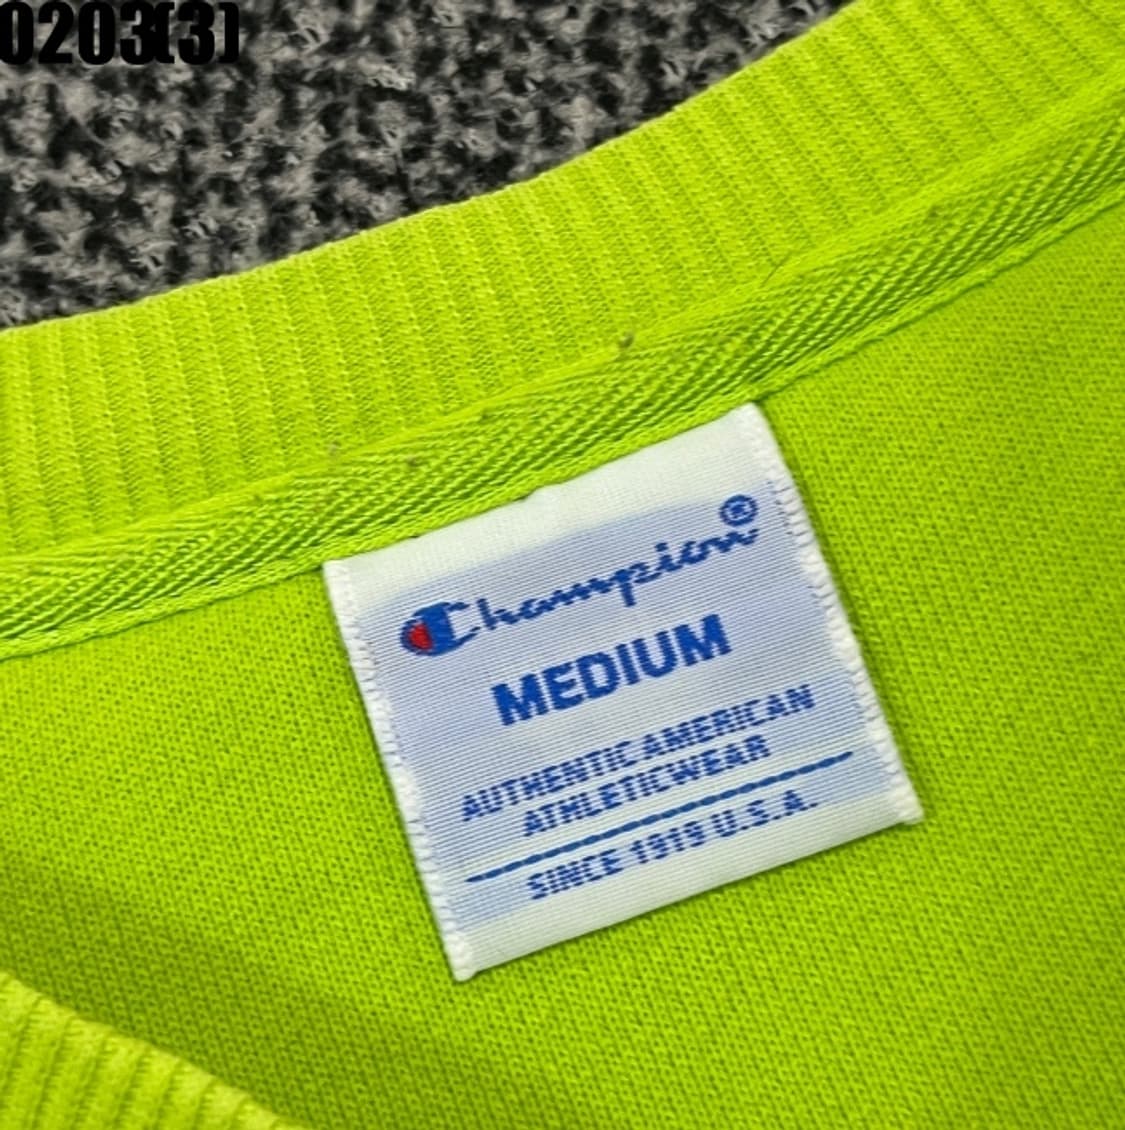 0203(3)
Champion®
MEDIUM
AUTHENTIC AMERICAN
ATHLETICWEAR
SINCE 1919 U.S.A.